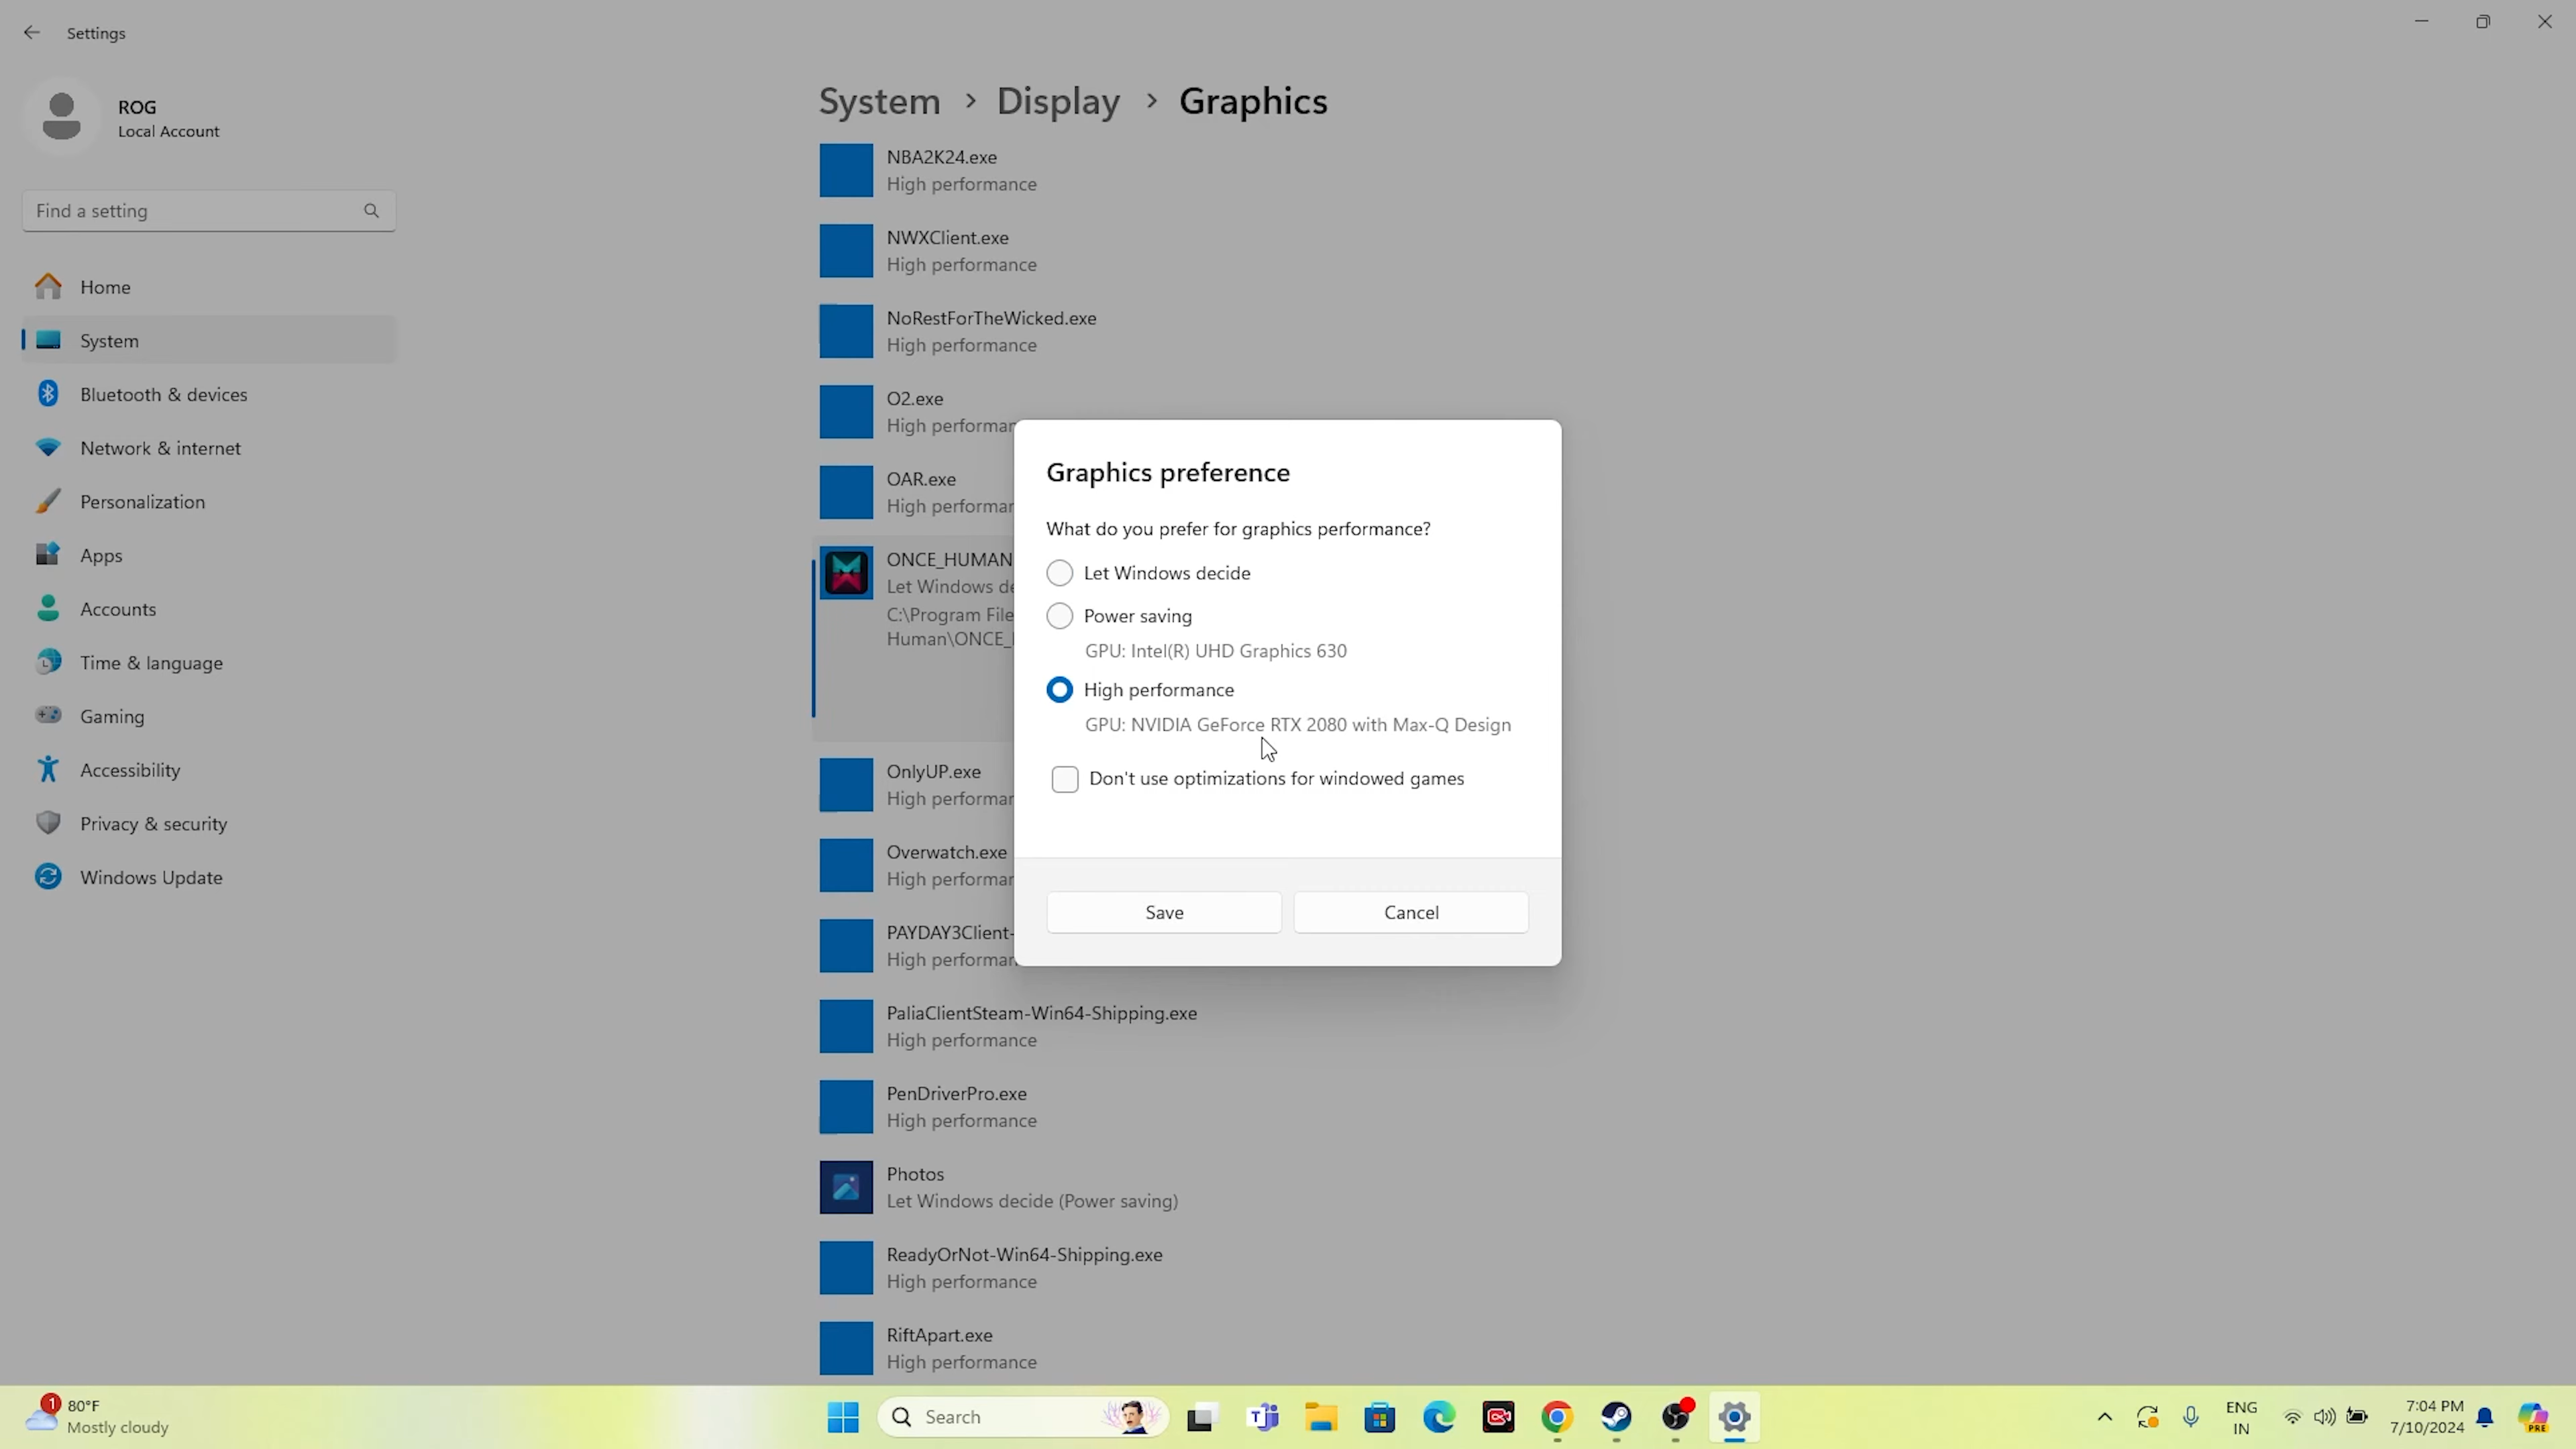 Settings
ROG
Local Account
Find a setting
Home
System
Bluetooth & devices
Network & internet
Personalization
Apps
Accounts
Time & language
Gaming
Accessibility
Privacy & security
Windows Update
System > Display > Graphics
NBA2K24.exe
High performance
NWXClient.exe
High performance
NoRestForTheWicked.exe
High performance
O2.exe
High performan
OAR.exe
High performan
ONCE_HUMAN
Let Windows de
C:\Program File
Human\ONCE_
OnlyUP.exe
High performan
Overwatch.exe
High performan
PAYDAY3Client-
High performan
PaliaClientSteam-Win64-Shipping.exe
High performance
PenDriverPro.exe
High performance
Photos
Let Windows decide (Power saving)
ReadyOrNot-Win64-Shipping.exe
High performance
RiftApart.exe
High performance
Graphics preference
What do you prefer for graphics performance?
Let Windows decide
Power saving
GPU: Intel(R) UHD Graphics 630
High performance
GPU: NVIDIA GeForce RTX 2080 with Max-Q Design
Don't use optimizations for windowed games
Save
Cancel
1
80°F
Mostly cloudy
Search
ENG
IN
7:04 PM
7/10/2024
PRE